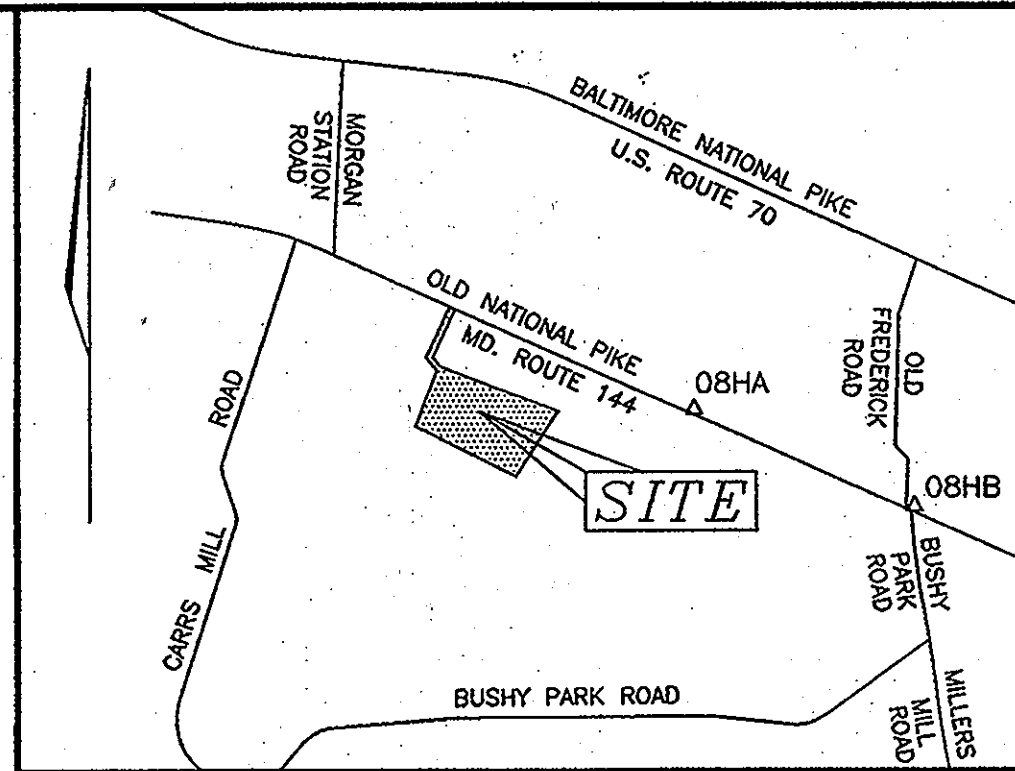 BALTIMORE NATIONAL PIKE
U.S. ROUTE 70
MORGAN
STATION
ROAD
OLD NATIONAL PIKE
MD. ROUTE 144
OLD
FREDERICK
ROAD
08HA
SITE
08HB
CARRS MILL ROAD
BUSHY
PARK
ROAD
BUSHY PARK ROAD
MILLERS
MILL
ROAD